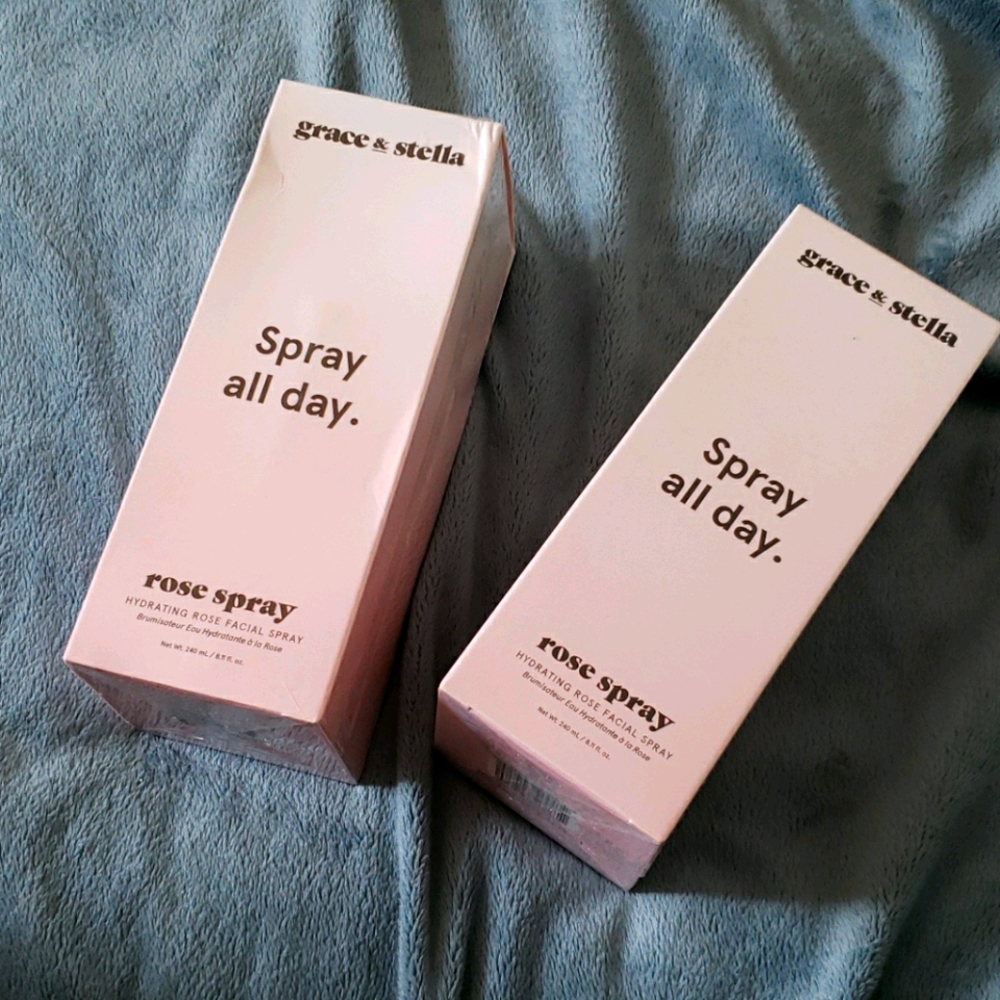 grace & stella
Spray
all day.
rose spray
HYDRATING ROSE FACIAL SPRAY
Brumisateur Eau Hydratante à la Rose
Net Wt. 240 mL / 8.11 fl. oz.
grace & stella
Spray
all day.
rose spray
HYDRATING ROSE FACIAL SPRAY
Brumisateur Eau Hydratante à la Rose
Net Wt. 240 mL / 8.11 fl. oz.